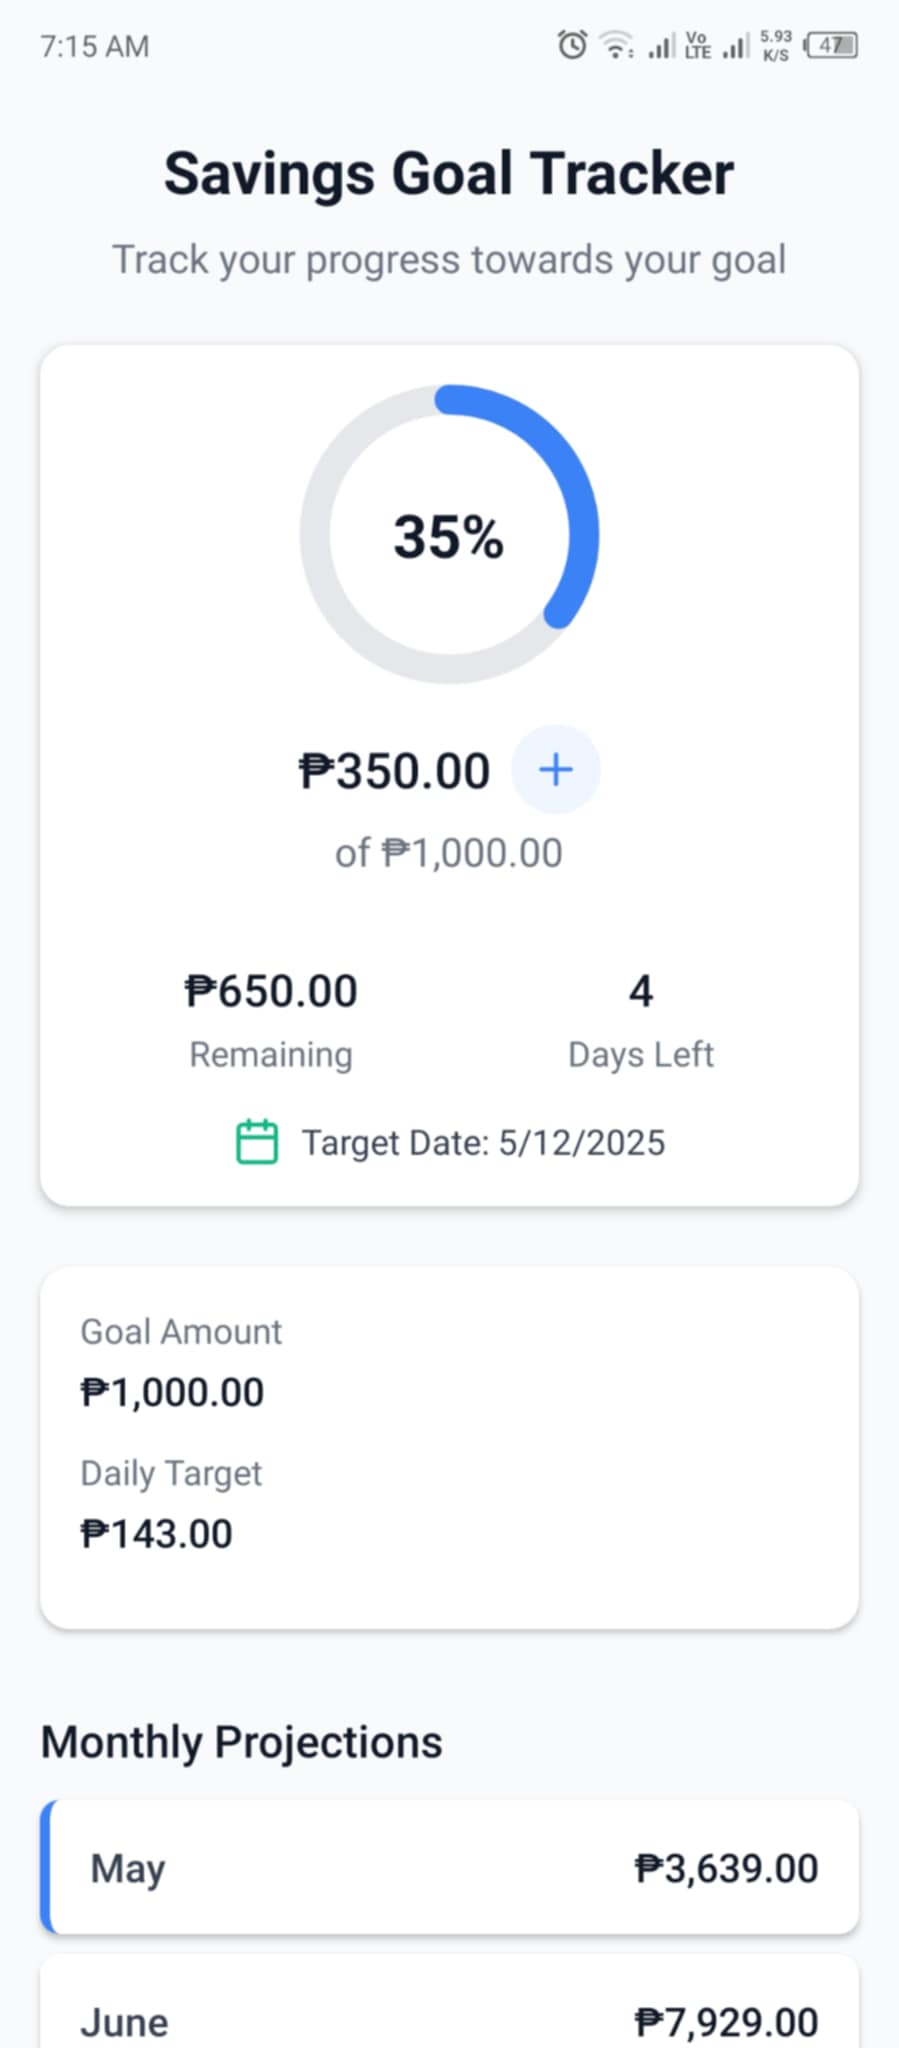 7:15 AM
Vo LTE 5.93 K/S 47
Savings Goal Tracker
Track your progress towards your goal
35%
₱350.00 +
of ₱1,000.00
₱650.00 4
Remaining Days Left
Target Date: 5/12/2025
Goal Amount
₱1,000.00
Daily Target
₱143.00
Monthly Projections
May ₱3,639.00
June ₱7,929.00